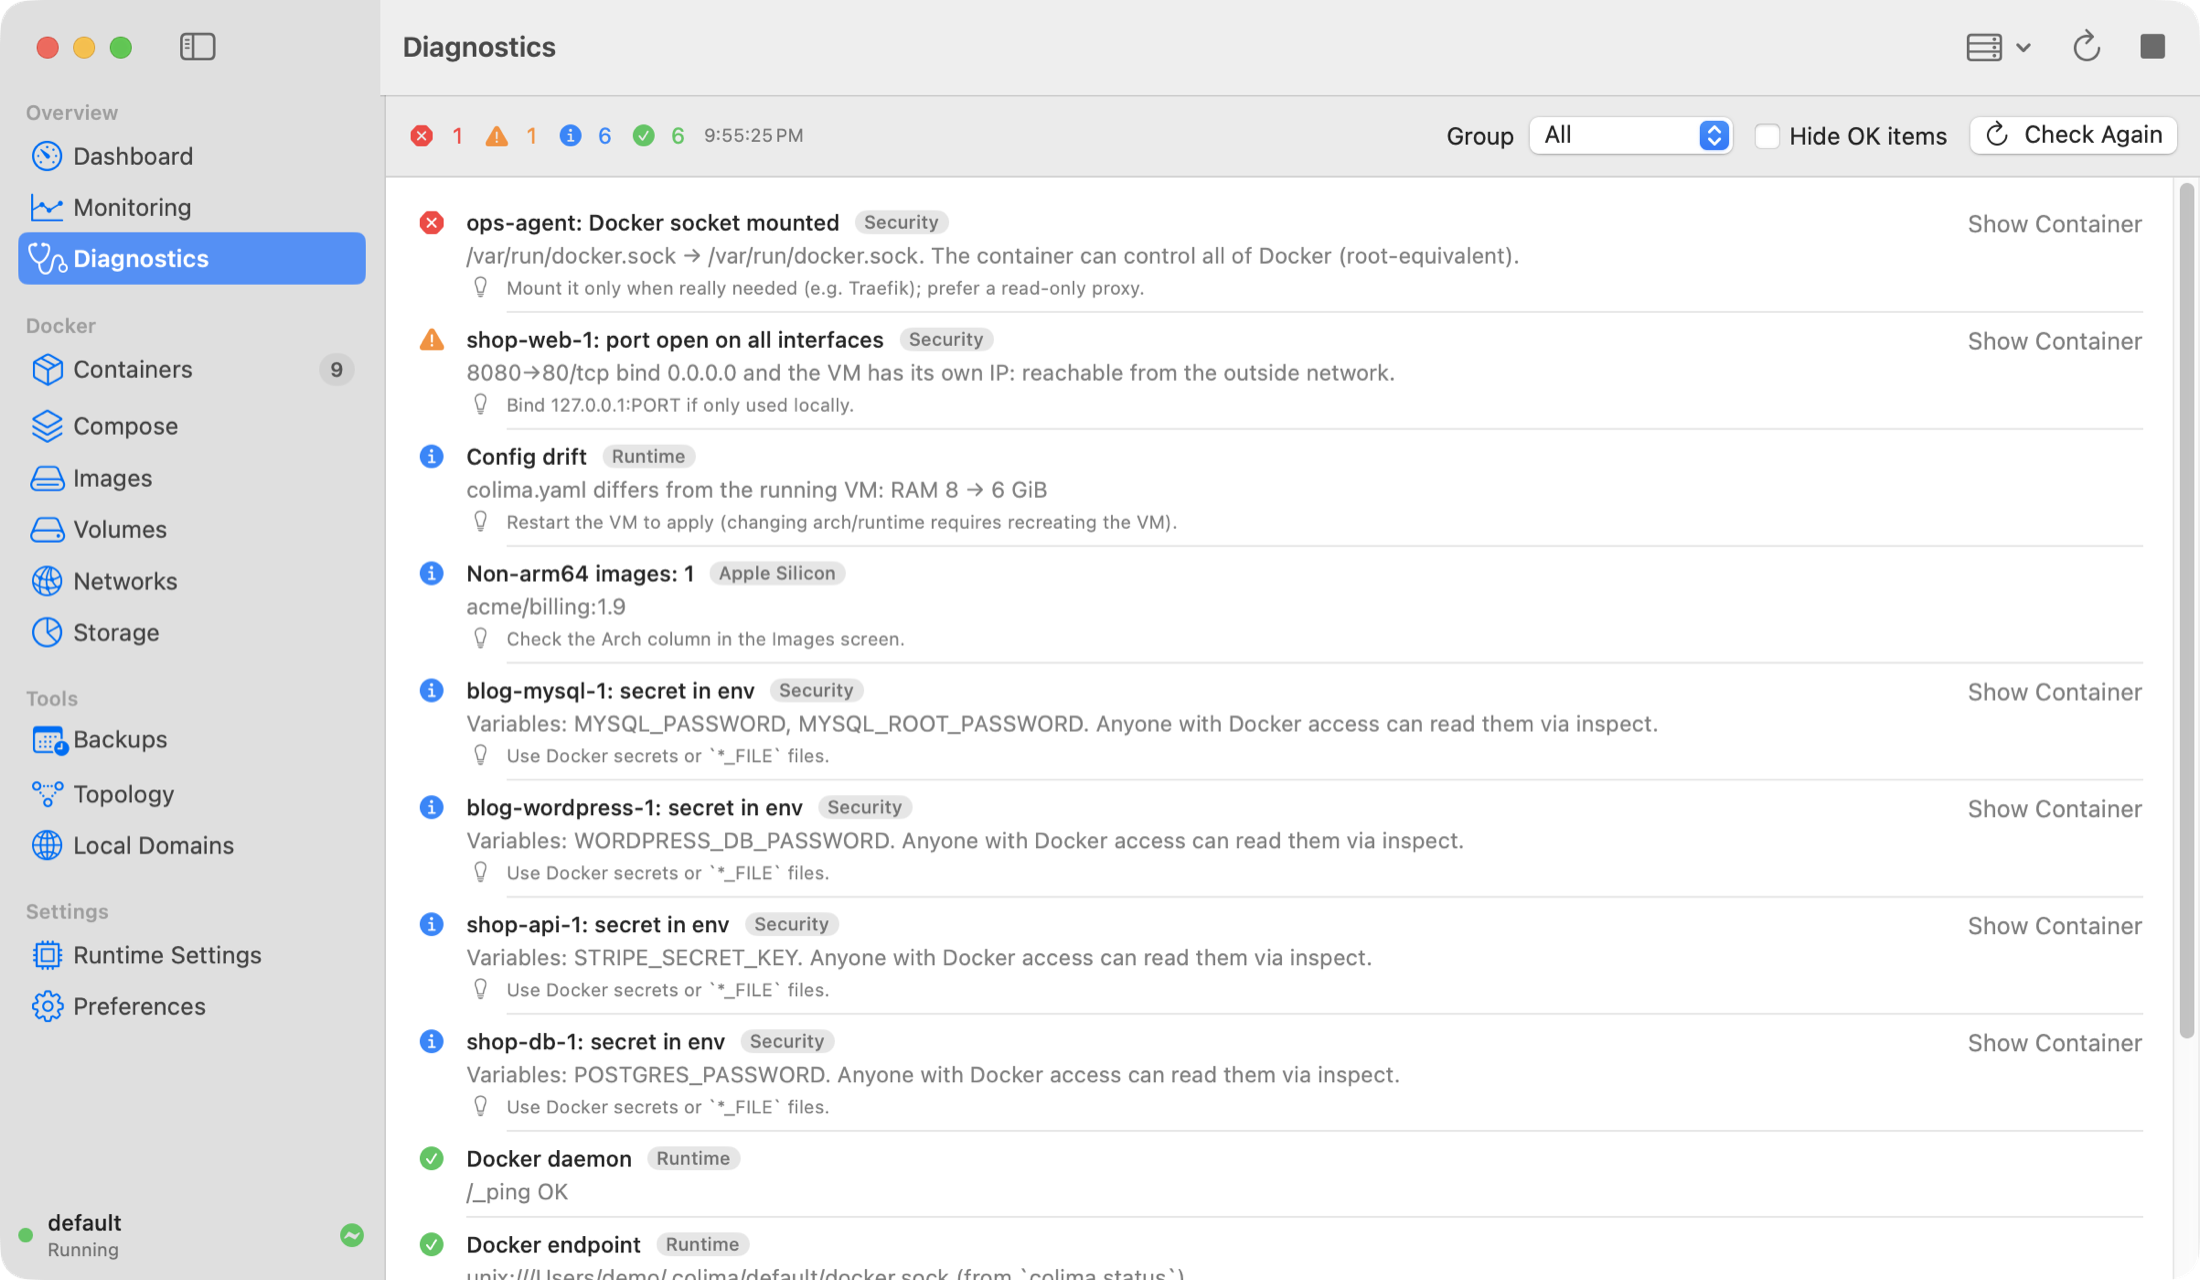 Diagnostics
Overview
Dashboard
Monitoring
Diagnostics
Docker
Containers 9
Compose
Images
Volumes
Networks
Storage
Tools
Backups
Topology
Local Domains
Settings
Runtime Settings
Preferences
default
Running
1 1 6 6 9:55:25 PM
Group All Hide OK items Check Again
ops-agent: Docker socket mounted Security Show Container
/var/run/docker.sock → /var/run/docker.sock. The container can control all of Docker (root-equivalent).
Mount it only when really needed (e.g. Traefik); prefer a read-only proxy.
shop-web-1: port open on all interfaces Security Show Container
8080→80/tcp bind 0.0.0.0 and the VM has its own IP: reachable from the outside network.
Bind 127.0.0.1:PORT if only used locally.
Config drift Runtime
colima.yaml differs from the running VM: RAM 8 → 6 GiB
Restart the VM to apply (changing arch/runtime requires recreating the VM).
Non-arm64 images: 1 Apple Silicon
acme/billing:1.9
Check the Arch column in the Images screen.
blog-mysql-1: secret in env Security Show Container
Variables: MYSQL_PASSWORD, MYSQL_ROOT_PASSWORD. Anyone with Docker access can read them via inspect.
Use Docker secrets or `*_FILE` files.
blog-wordpress-1: secret in env Security Show Container
Variables: WORDPRESS_DB_PASSWORD. Anyone with Docker access can read them via inspect.
Use Docker secrets or `*_FILE` files.
shop-api-1: secret in env Security Show Container
Variables: STRIPE_SECRET_KEY. Anyone with Docker access can read them via inspect.
Use Docker secrets or `*_FILE` files.
shop-db-1: secret in env Security Show Container
Variables: POSTGRES_PASSWORD. Anyone with Docker access can read them via inspect.
Use Docker secrets or `*_FILE` files.
Docker daemon Runtime
/_ping OK
Docker endpoint Runtime
unix:///Users/demo/.colima/default/docker.sock (from `colima status`)